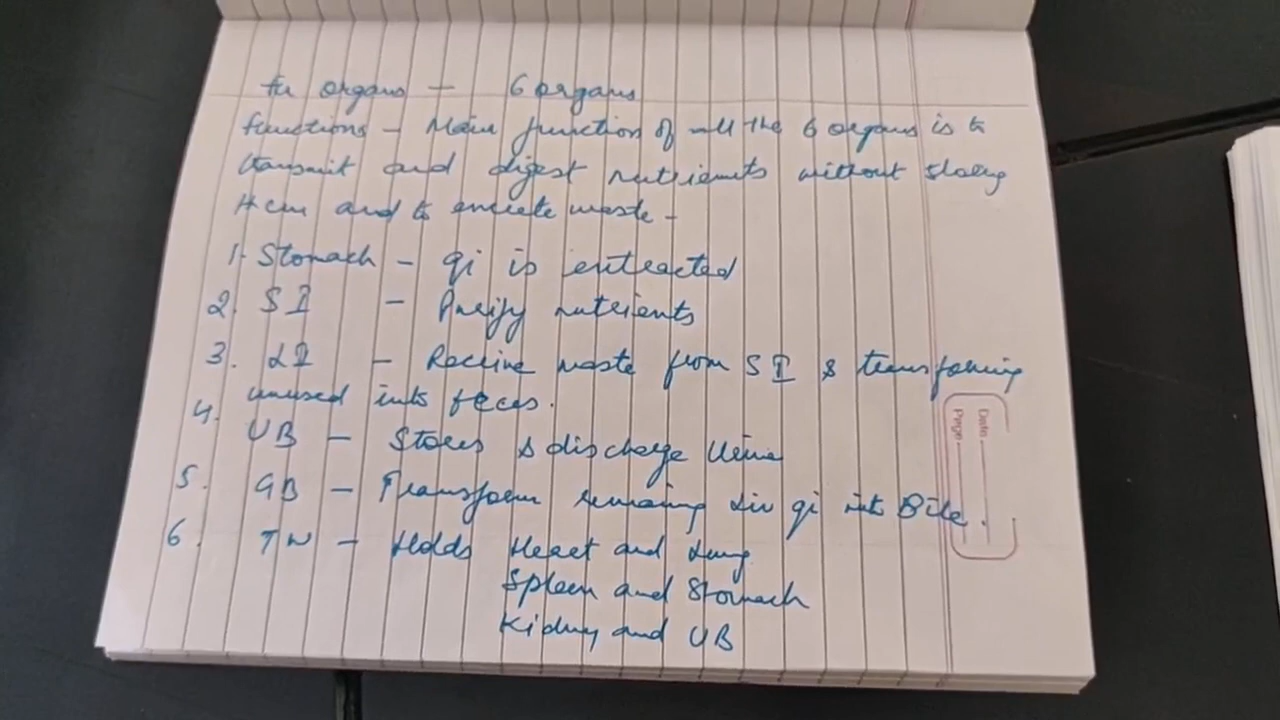 Fu organs - 6 organs
functions - Main function of all the 6 organs is to
transmit and digest nutrients without storing
them and to excrete waste -
1. Stomach - qi is extracted
2. SI - Purify nutrients
3. LI - Receive waste from SI & transforming
unused into feces.
4. UB - Stores & discharge Urine
5. GB - Transform remaining Liv qi into Bile.
6. TW - Holds Heart and Lung
Spleen and Stomach
Kidney and UB
Date
Page